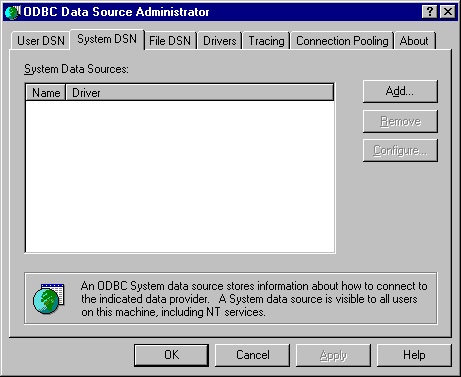 ODBC Data Source Administrator
User DSN System DSN File DSN Drivers Tracing Connection Pooling About
System Data Sources:
Name Driver
Add...
Remove
Configure...
An ODBC System data source stores information about how to connect to
the indicated data provider. A System data source is visible to all users
on this machine, including NT services.
OK Cancel Apply Help